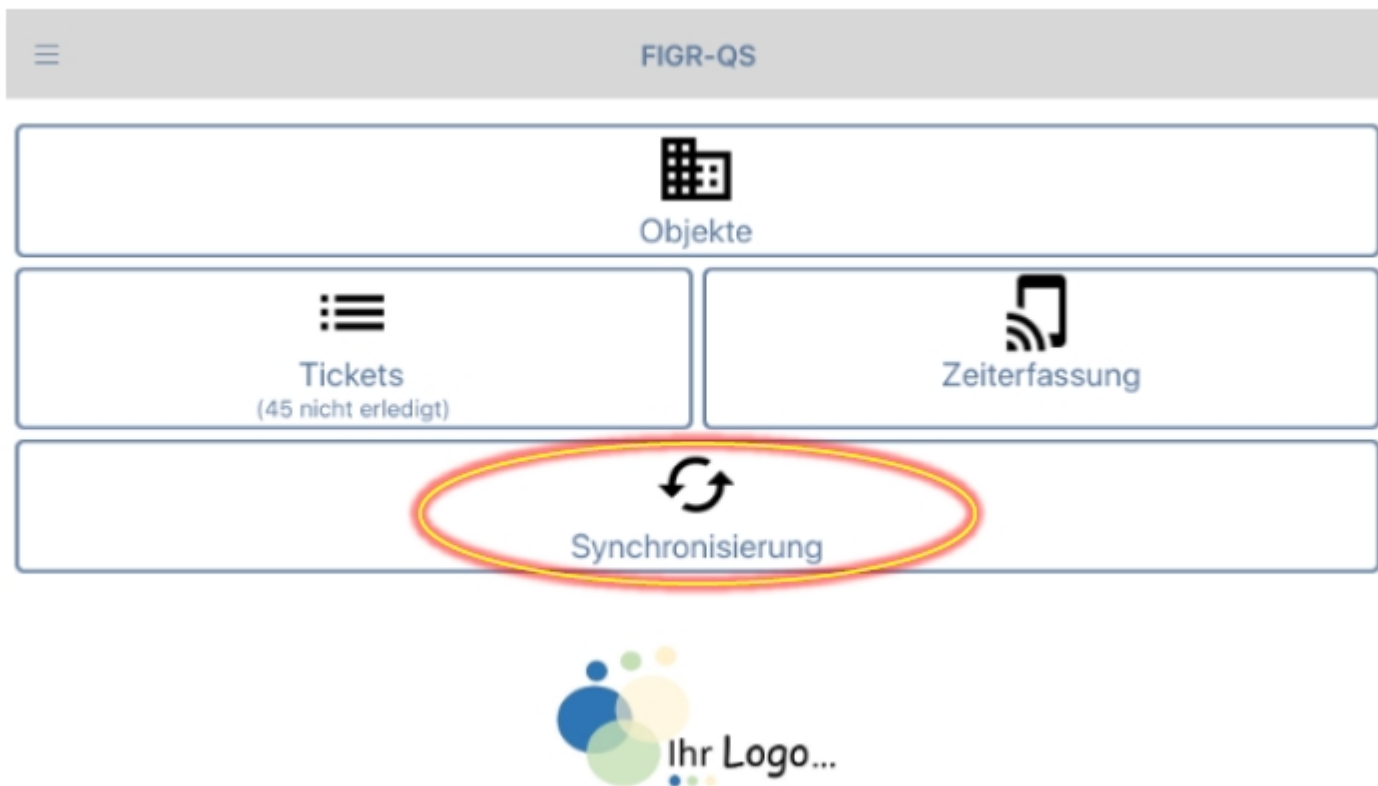 FIGR-QS
Objekte
Tickets
(45 nicht erledigt)
Zeiterfassung
Synchronisierung
Ihr Logo...